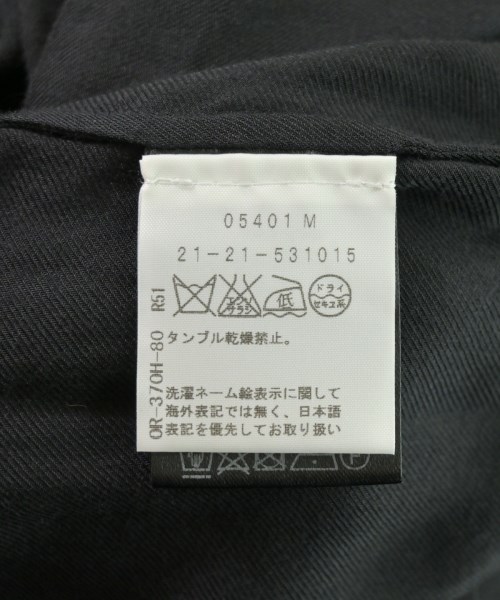 05401 M
21-21-531015
エンソ
サラシ
低
ドライ
セキユ系
タンブル乾燥禁止。
洗濯ネーム絵表示に関して
海外表記では無く、日本語
表記を優先してお取り扱い
OR-370H-80 R51